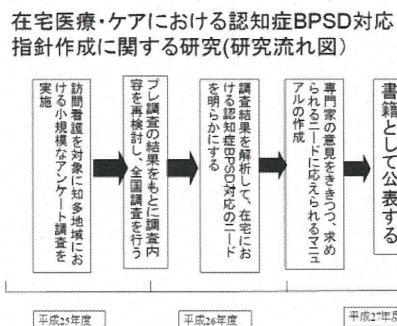 在宅医療・ケアにおける認知症BPSD対応
指針作成に関する研究(研究流れ図）
訪問看護を対象に知多地域にお
ける小規模なアンケート調査を
実施
プレ調査の結果をもとに調査内
容を再検討し、全国調査を行う
調査結果を解析して、在宅にお
ける認知症BPSD対応のニード
を明らかにする
専門家の意見をききつつ、求め
られるニードに応えられるマニュ
アルの作成
書籍として公表する
平成25年度
平成26年度
平成27年度